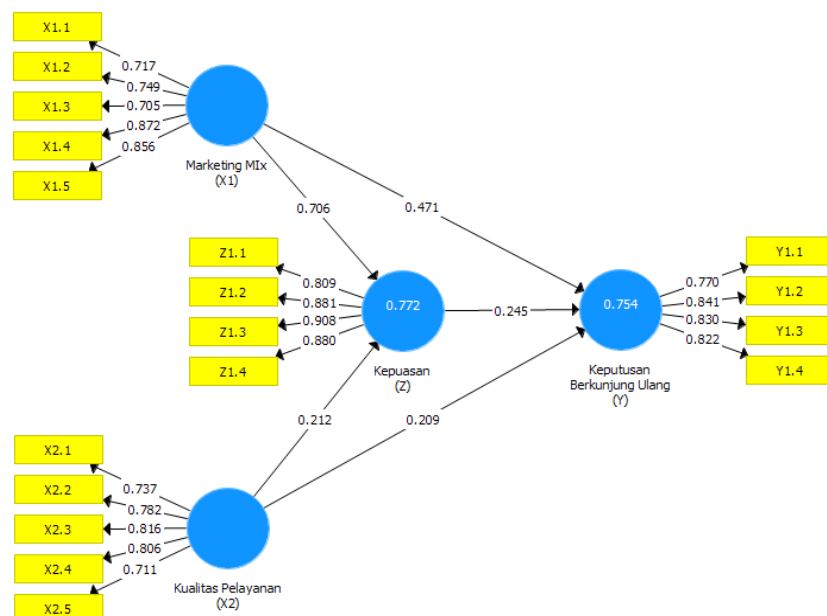 X1.1
X1.2
X1.3
X1.4
X1.5
0.717
0.749
0.705
0.872
0.856
Marketing MIx
(X1)
0.706
0.471
Z1.1
Z1.2
Z1.3
Z1.4
0.809
0.881
0.908
0.880
0.772
Kepuasan
(Z)
0.245
0.754
Keputusan
Berkunjung Ulang
(Y)
0.770
0.841
0.830
0.822
Y1.1
Y1.2
Y1.3
Y1.4
0.212
0.209
X2.1
X2.2
X2.3
X2.4
X2.5
0.737
0.782
0.816
0.806
0.711
Kualitas Pelayanan
(X2)